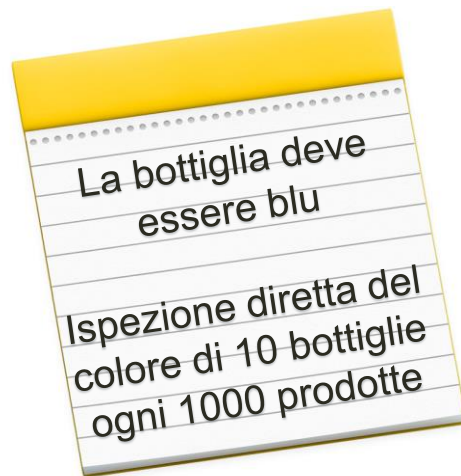 La bottiglia deve
essere blu
Ispezione diretta del
colore di 10 bottiglie
ogni 1000 prodotte